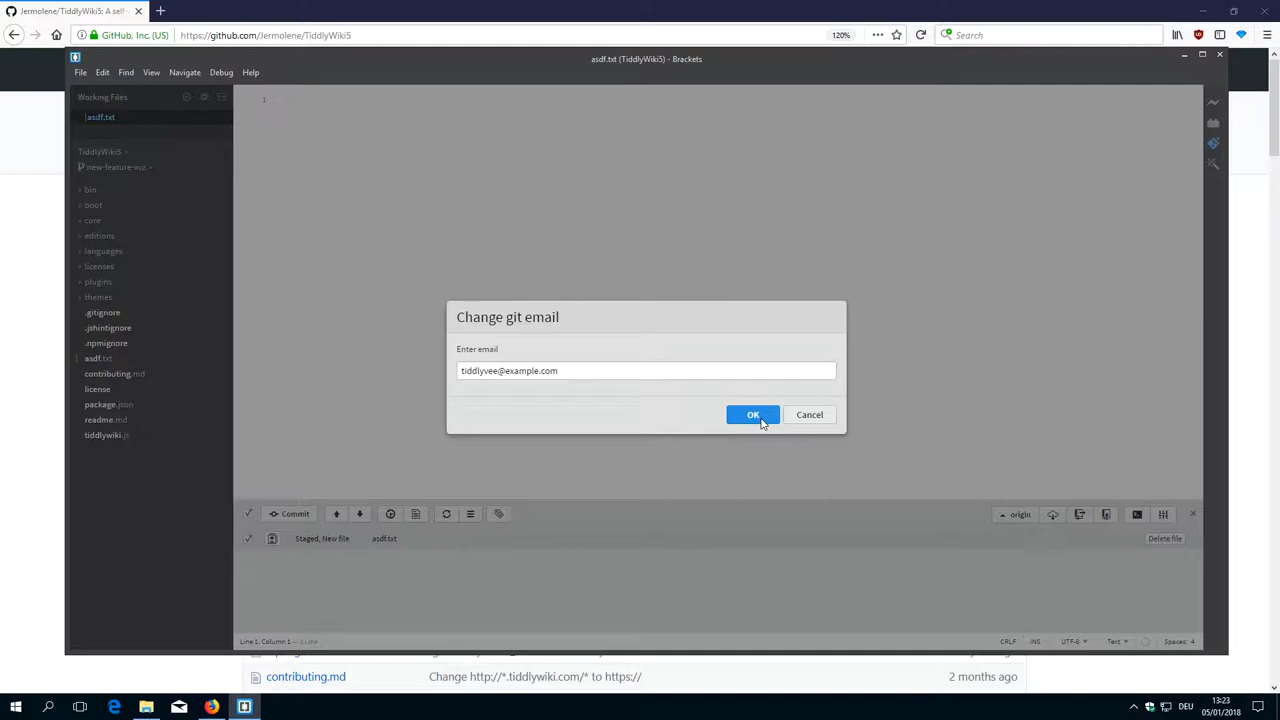 Jermolene/TiddlyWiki5: A self-
GitHub, Inc. (US)
https://github.com/Jermolene/TiddlyWiki5
120%
Search
asdf.txt (TiddlyWiki5) - Brackets
File Edit Find View Navigate Debug Help
Working Files
asdf.txt
TiddlyWiki5
new-feature-xyz
bin
boot
core
editions
languages
licenses
plugins
themes
.gitignore
.jshintignore
.npmignore
asdf.txt
contributing.md
license
package.json
readme.md
tiddlywiki.js
1
Change git email
Enter email
tiddlyvee@example.com
OK Cancel
Commit
origin
Staged, New file asdf.txt
Delete file
Line 1, Column 1 — 1 Line
CRLF INS UTF-8 Text Spaces: 4
contributing.md Change http://*.tiddlywiki.com/* to https:// 2 months ago
DEU
13:23
05/01/2018